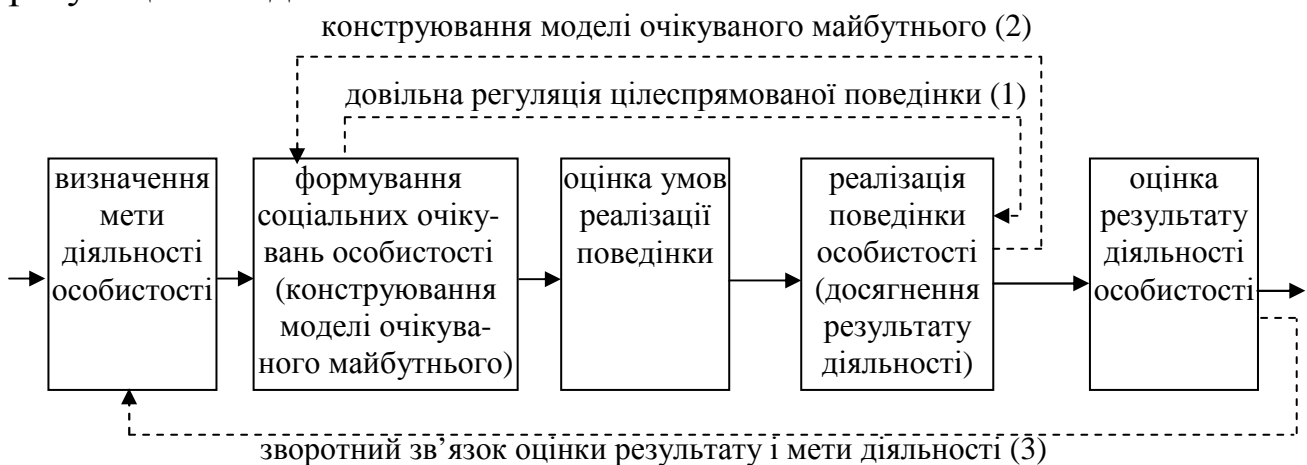 конструювання моделі очікуваного майбутнього (2)
довільна регуляція цілеспрямованої поведінки (1)
визначення
мети
діяльності
особистості
формування
соціальних очіку-
вань особистості
(конструювання
моделі очікува-
ного майбутнього)
оцінка умов
реалізації
поведінки
реалізація
поведінки
особистості
(досягнення
результату
діяльності)
оцінка
результату
діяльності
особистості
зворотний зв’язок оцінки результату і мети діяльності (3)